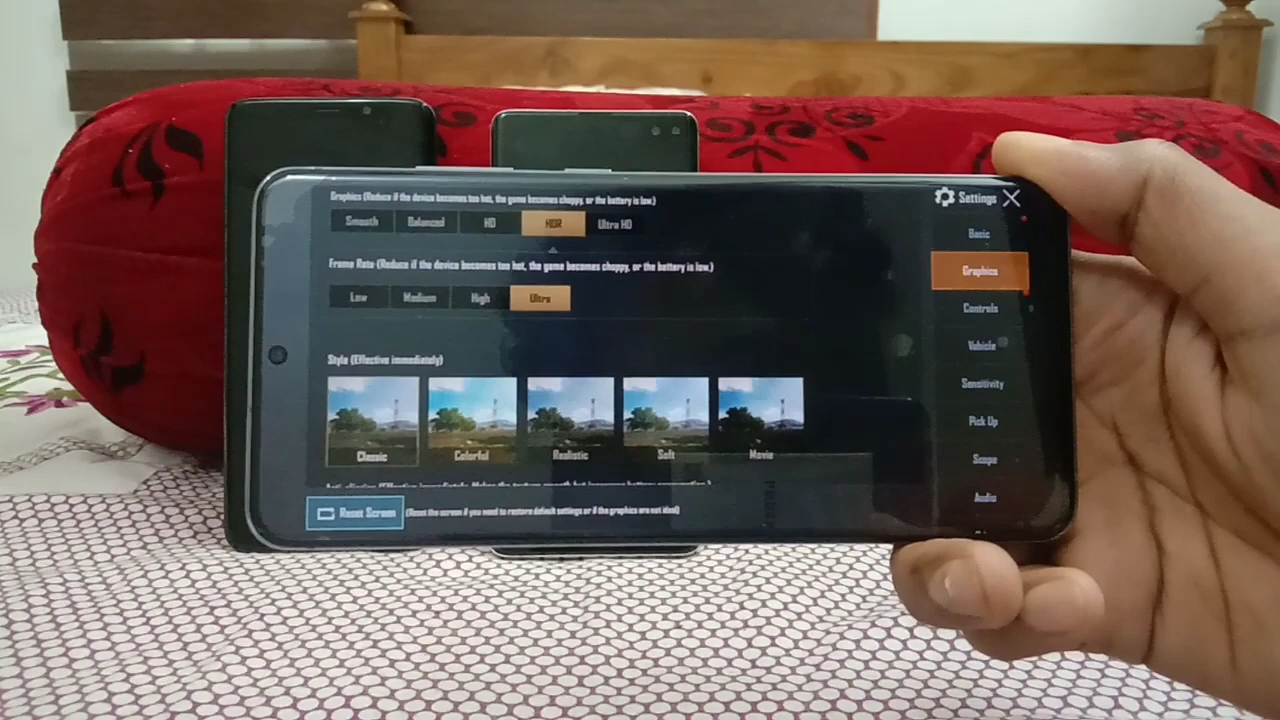 Graphics (Reduce if the device becomes too hot, the game becomes choppy, or the battery is low.)
Smooth Balanced HD HDR Ultra HD
Frame Rate (Reduce if the device becomes too hot, the game becomes choppy, or the battery is low.)
Low Medium High Ultra
Style (Effective immediately)
Classic Colorful Realistic Soft Movie
Reset Screen (Reset the screen if you need to restore default settings or if the graphics are not ideal)
Settings
Basic
Graphics
Controls
Vehicle
Sensitivity
Pick Up
Scope
Audio